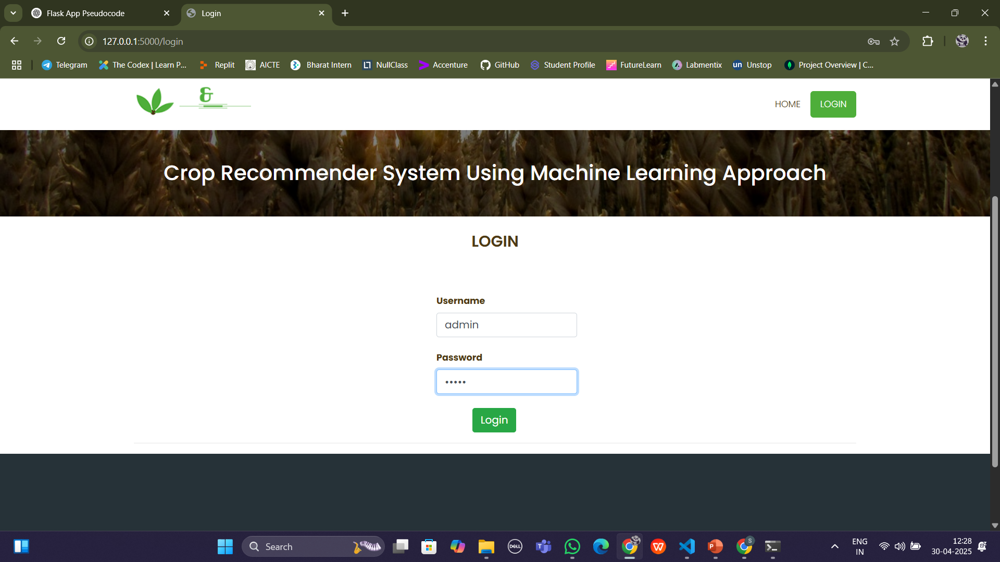 Flask App Pseudocode
Login
127.0.0.1:5000/login
Telegram
The Codex | Learn P...
Replit
AICTE
Bharat Intern
NullClass
Accenture
GitHub
Student Profile
FutureLearn
Labmentix
un Unstop
Project Overview | C...
&
HOME
LOGIN
Crop Recommender System Using Machine Learning Approach
LOGIN
Username
admin
Password
•••••
Login
Search
DELL
T
W
P
S
ENG
IN
12:28
30-04-2025